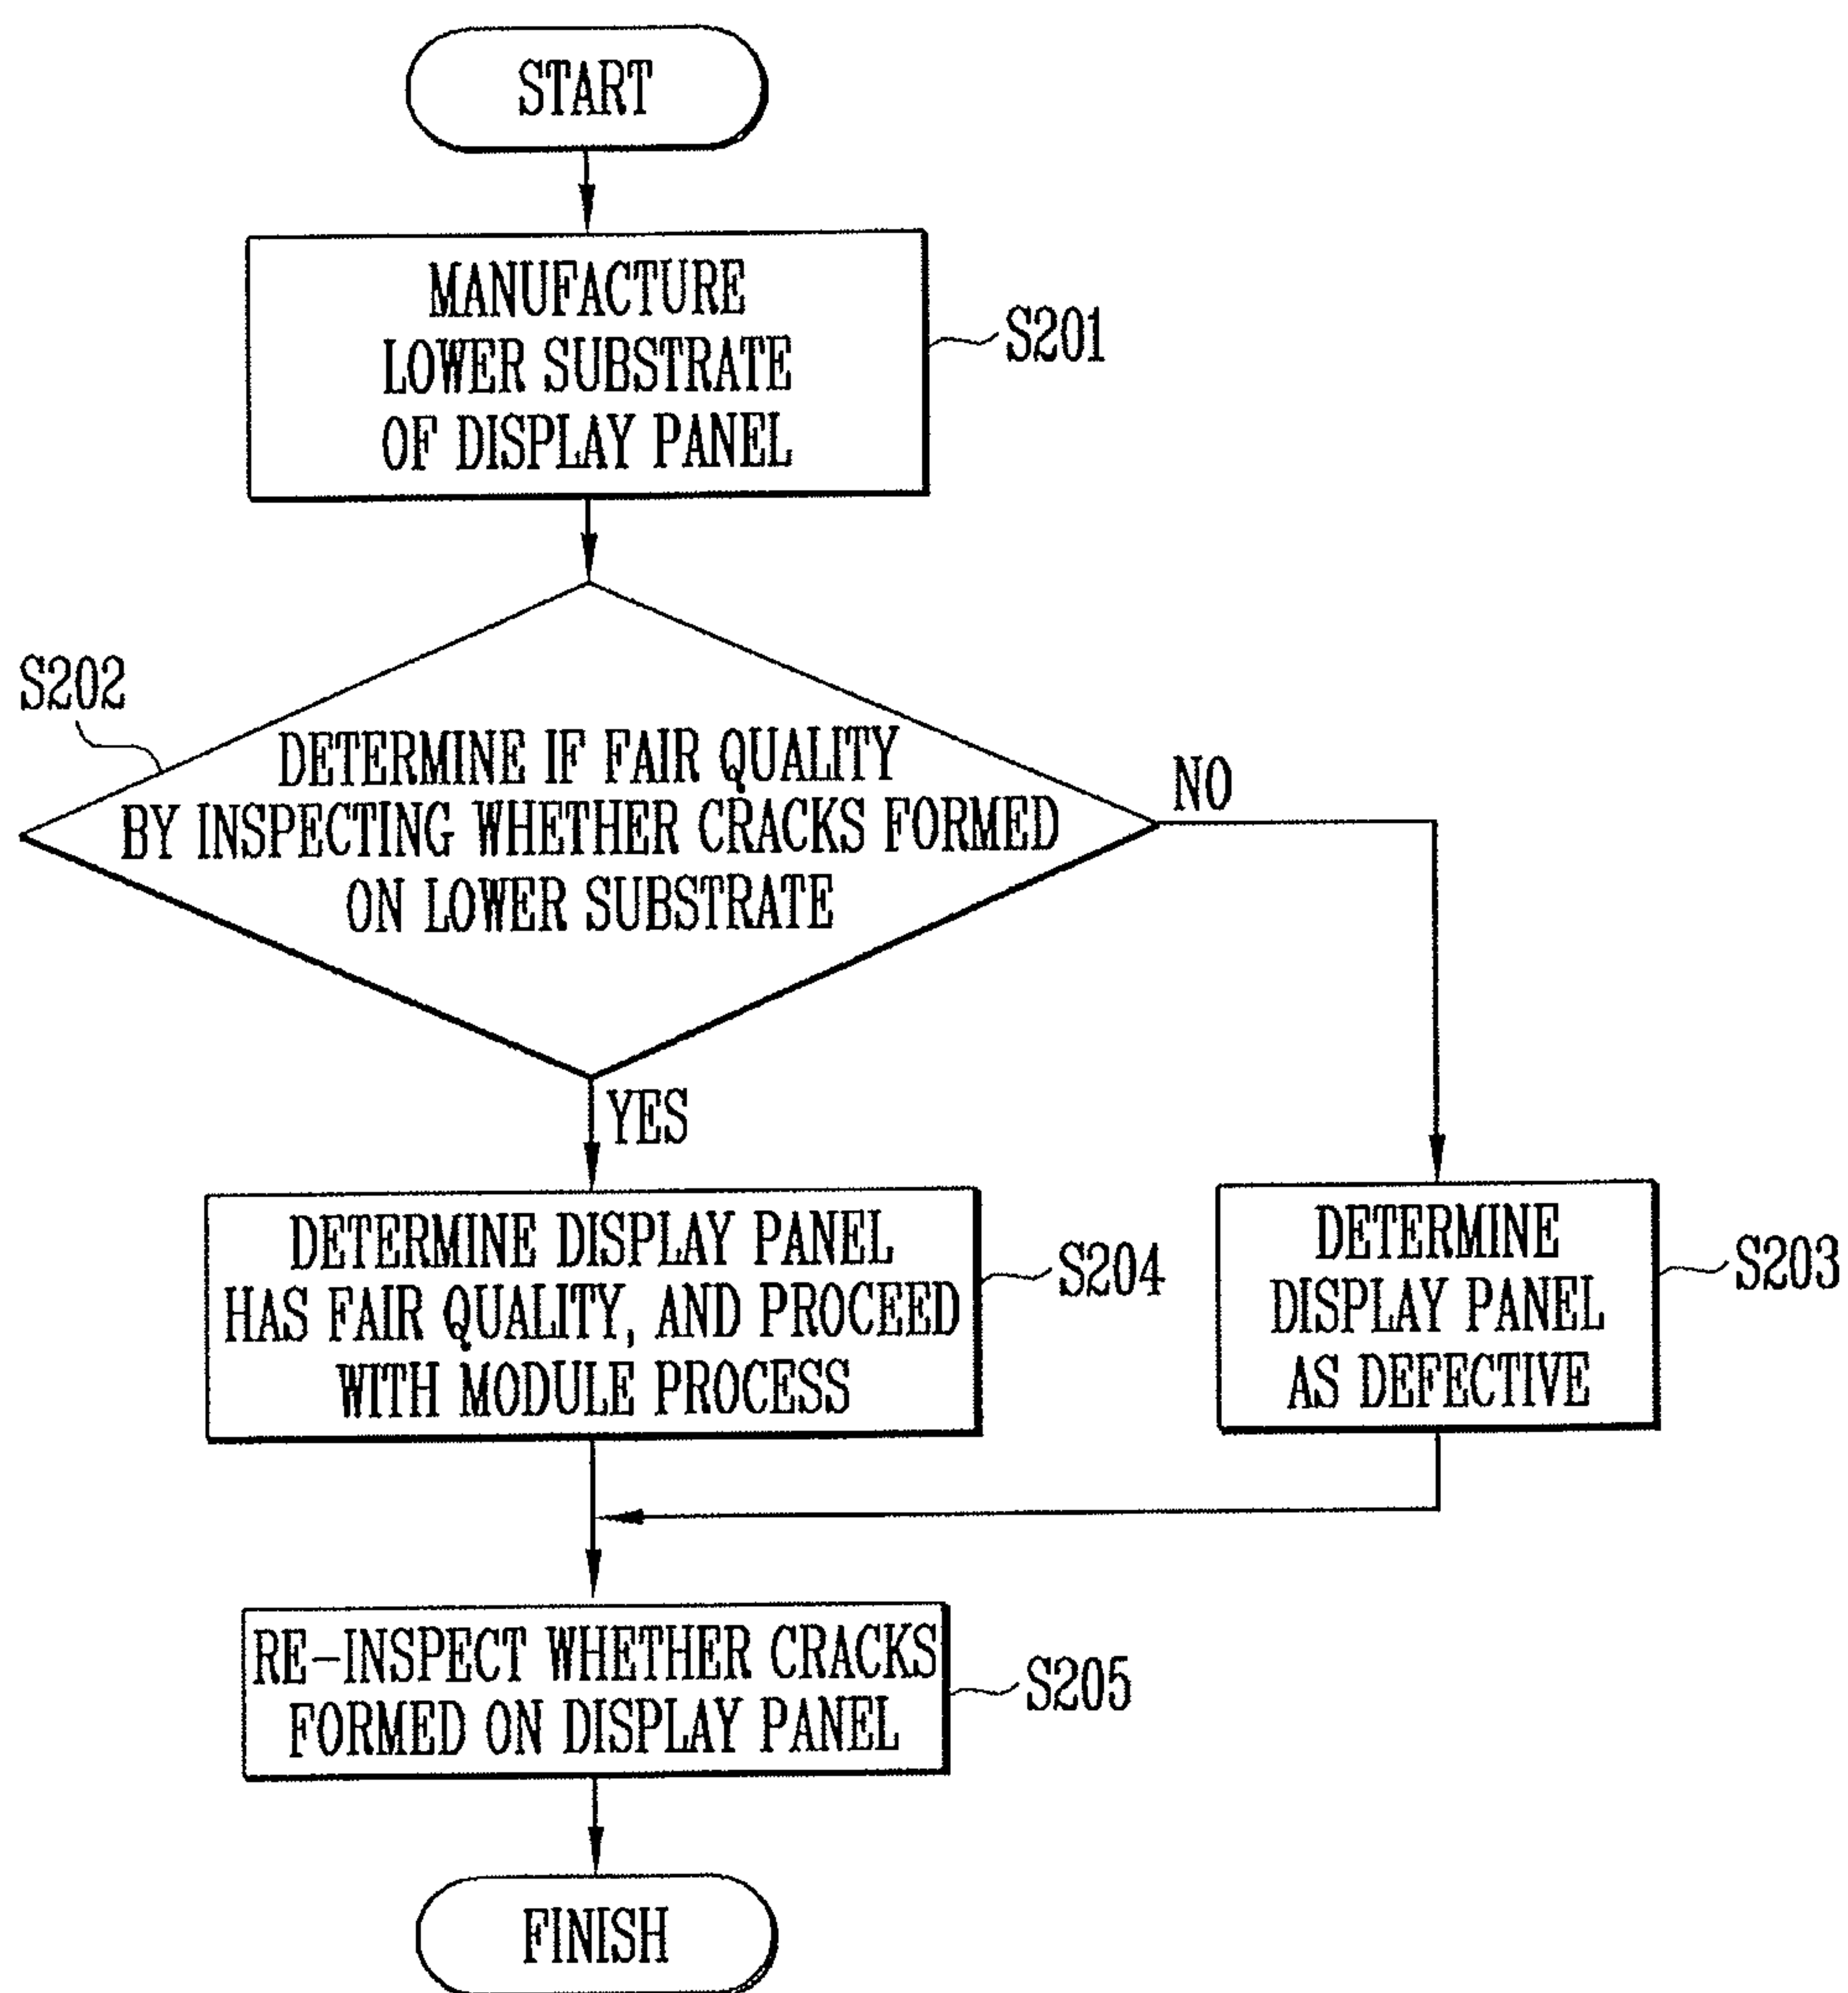 START
MANUFACTURE
LOWER SUBSTRATE
OF DISPLAY PANEL
S201
S202
DETERMINE IF FAIR QUALITY
BY INSPECTING WHETHER CRACKS FORMED
ON LOWER SUBSTRATE
NO
YES
DETERMINE DISPLAY PANEL
HAS FAIR QUALITY, AND PROCEED
WITH MODULE PROCESS
S204
DETERMINE
DISPLAY PANEL
AS DEFECTIVE
S203
RE-INSPECT WHETHER CRACKS
FORMED ON DISPLAY PANEL
S205
FINISH